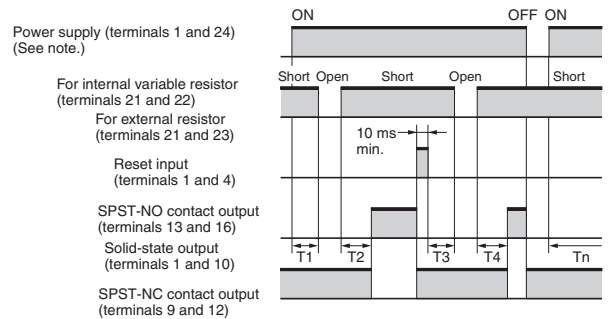 ON
OFF ON
Power supply (terminals 1 and 24)
(See note.)
Short Open Short Open Short
For internal variable resistor
(terminals 21 and 22)
For external resistor
(terminals 21 and 23)
10 ms
min.
Reset input
(terminals 1 and 4)
SPST-NO contact output
(terminals 13 and 16)
Solid-state output
(terminals 1 and 10)
T1 T2 T3 T4 Tn
SPST-NC contact output
(terminals 9 and 12)